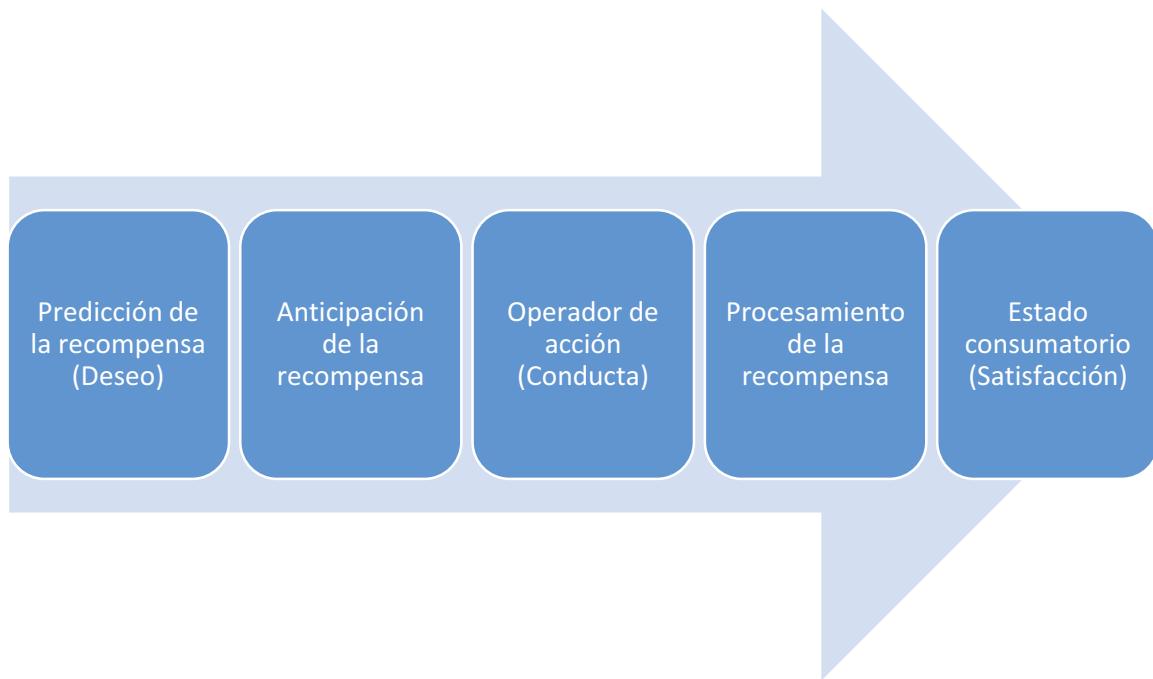 Predicción de
la recompensa
(Deseo)
Anticipación
de la
recompensa
Operador de
acción
(Conducta)
Procesamiento
de la
recompensa
Estado
consumatorio
(Satisfacción)